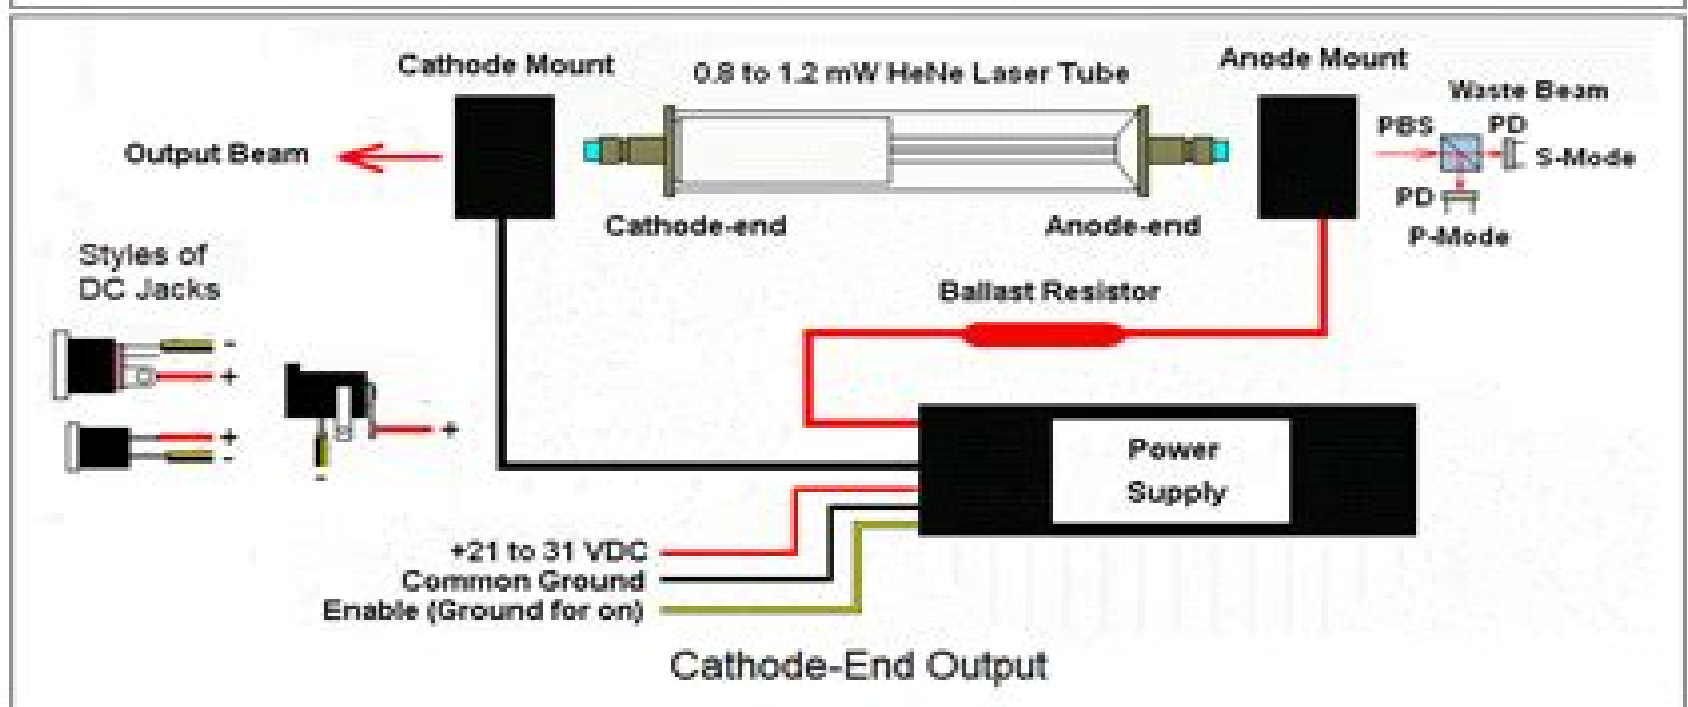 Cathode Mount
0.8 to 1.2 mW HeNe Laser Tube
Anode Mount
Waste Beam
PBS
PD
Output Beam
S-Mode
PD
P-Mode
Cathode-end
Anode-end
Styles of
DC Jacks
Ballast Resistor
-
+
+
-
+
-
Power
Supply
+21 to 31 VDC
Common Ground
Enable (Ground for on)
Cathode-End Output